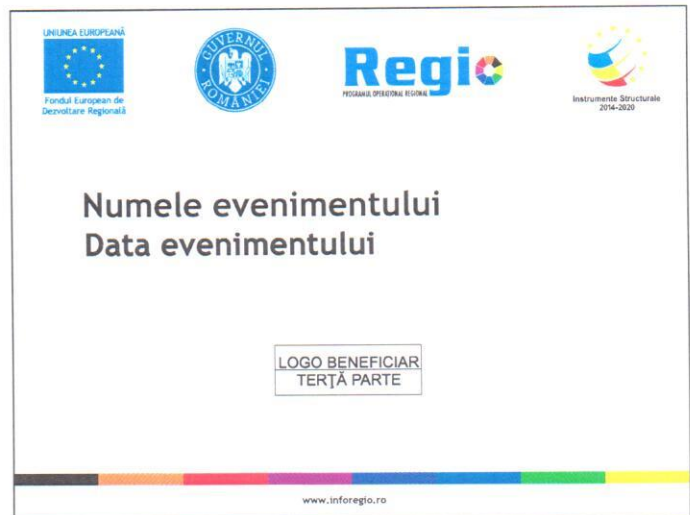 UNIUNEA EUROPEANĂ
Fondul European de
Dezvoltare Regională
GUVERNUL
ROMÂNIEI
Regio
PROGRAMUL OPERAȚIONAL REGIONAL
Instrumente Structurale
2014-2020
Numele evenimentului
Data evenimentului
LOGO BENEFICIAR
TERŢĂ PARTE
www.inforegio.ro